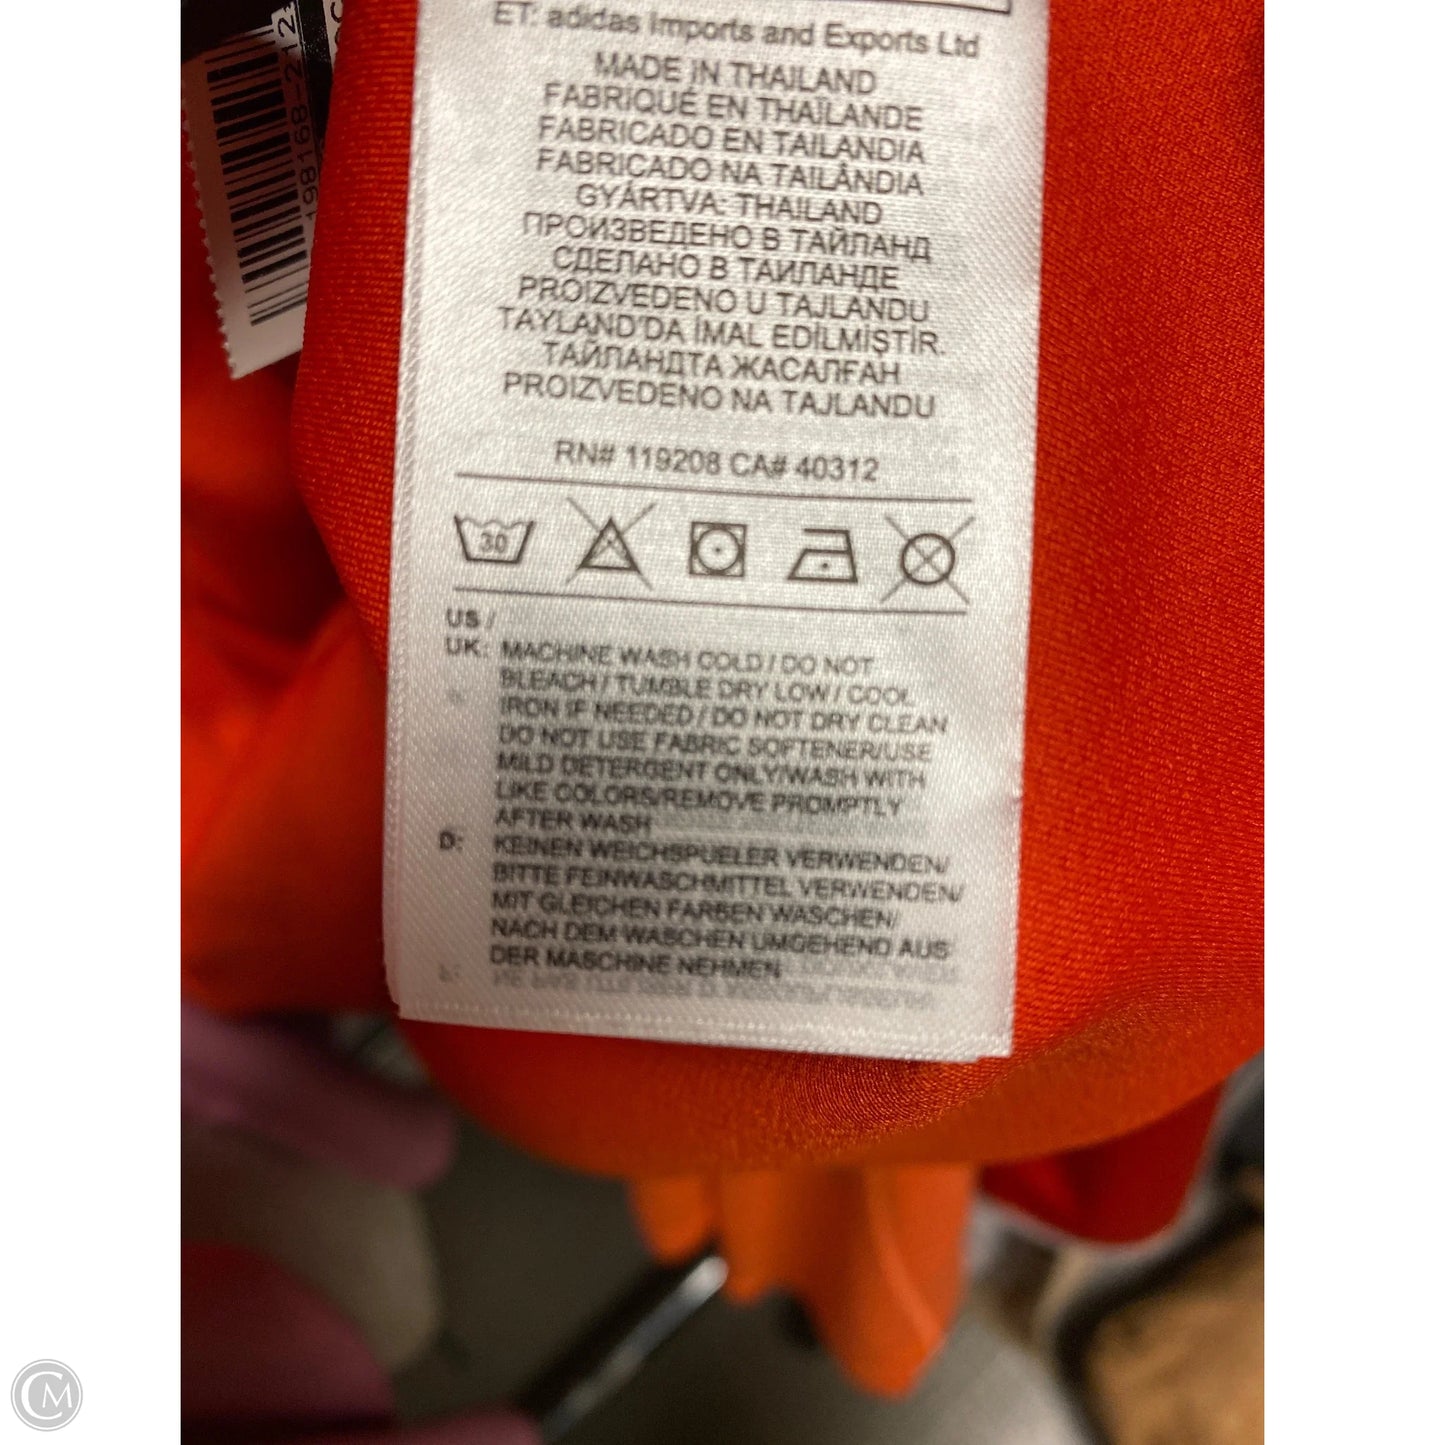 ET: adidas Imports and Exports Ltd
MADE IN THAILAND
FABRIQUÉ EN THAÏLANDE
FABRICADO EN TAILANDIA
FABRICADO NA TAILÂNDIA
GYÁRTVA: THAILAND
ПРОИЗВЕДЕНО В ТАЙЛАНД
СДЕЛАНО В ТАИЛАНДЕ
PROIZVEDENO U TAJLANDU
TAYLAND'DA İMAL EDİLMİŞTİR.
ТАЙЛАНДТА ЖАСАЛҒАН
PROIZVEDENO NA TAJLANDU
RN# 119208 CA# 40312
30
US /
UK: MACHINE WASH COLD / DO NOT
BLEACH / TUMBLE DRY LOW / COOL
IRON IF NEEDED / DO NOT DRY CLEAN
DO NOT USE FABRIC SOFTENER/USE
MILD DETERGENT ONLY/WASH WITH
LIKE COLORS/REMOVE PROMPTLY
AFTER WASH
D: KEINEN WEICHSPUELER VERWENDEN/
BITTE FEINWASCHMITTEL VERWENDEN/
MIT GLEICHEN FARBEN WASCHEN/
NACH DEM WASCHEN UMGEHEND AUS
DER MASCHINE NEHMEN
198168-212
CM